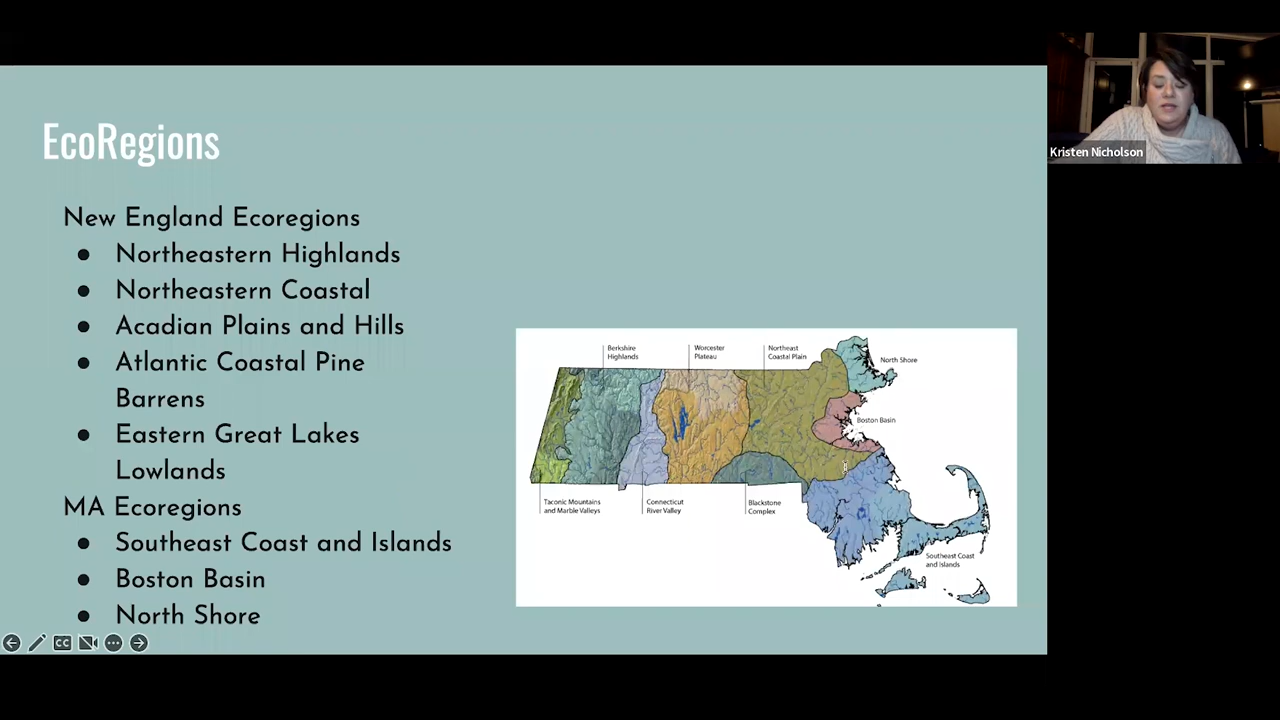 EcoRegions
New England Ecoregions
● Northeastern Highlands
● Northeastern Coastal
● Acadian Plains and Hills
● Atlantic Coastal Pine
Barrens
● Eastern Great Lakes
Lowlands
MA Ecoregions
● Southeast Coast and Islands
● Boston Basin
● North Shore
Berkshire
Highlands
Worcester
Plateau
Northeast
Coastal Plain
North Shore
Boston Basin
Taconic Mountains
and Marble Valleys
Connecticut
River Valley
Blackstone
Complex
Southeast Coast
and Islands
CC
Kristen Nicholson